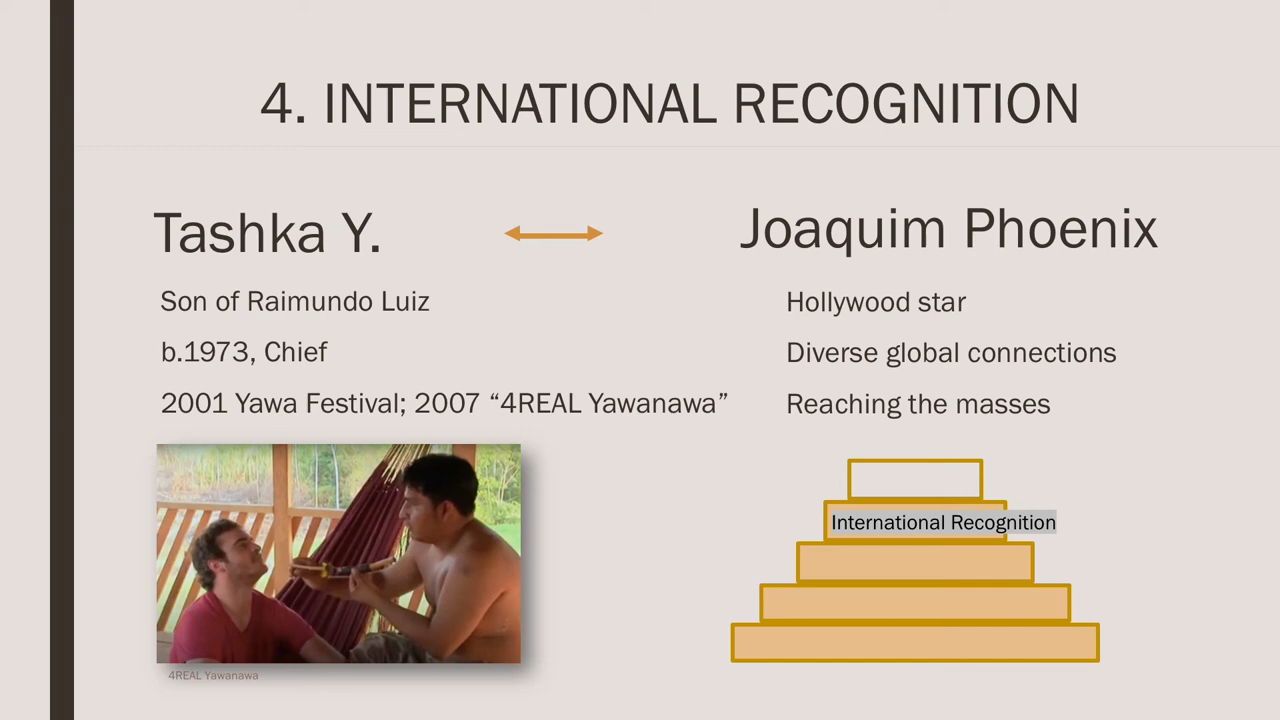 4. INTERNATIONAL RECOGNITION
Tashka Y.
Son of Raimundo Luiz
b.1973, Chief
2001 Yawa Festival; 2007 “4REAL Yawanawa”
Joaquim Phoenix
Hollywood star
Diverse global connections
Reaching the masses
International Recognition
4REAL Yawanawa